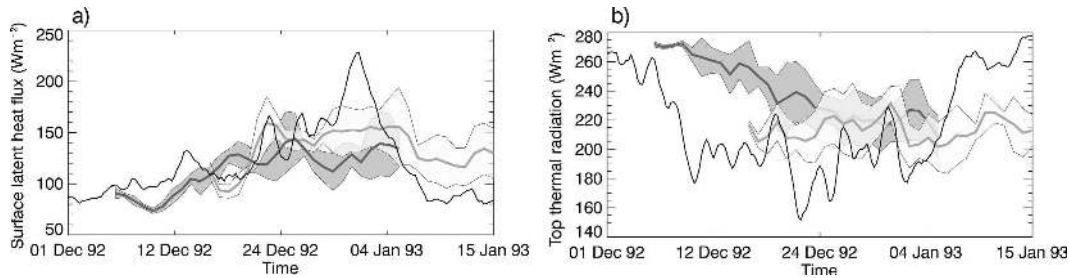 a)
Surface latent heat flux (Wm⁻²)
200
150
100
50
01 Dec 92
12 Dec 92
24 Dec 92
04 Jan 93
15 Jan 93
Time
b)
Top thermal radiation (Wm⁻²)
280
260
240
220
200
180
160
140
01 Dec 92
12 Dec 92
24 Dec 92
04 Jan 93
15 Jan 93
Time